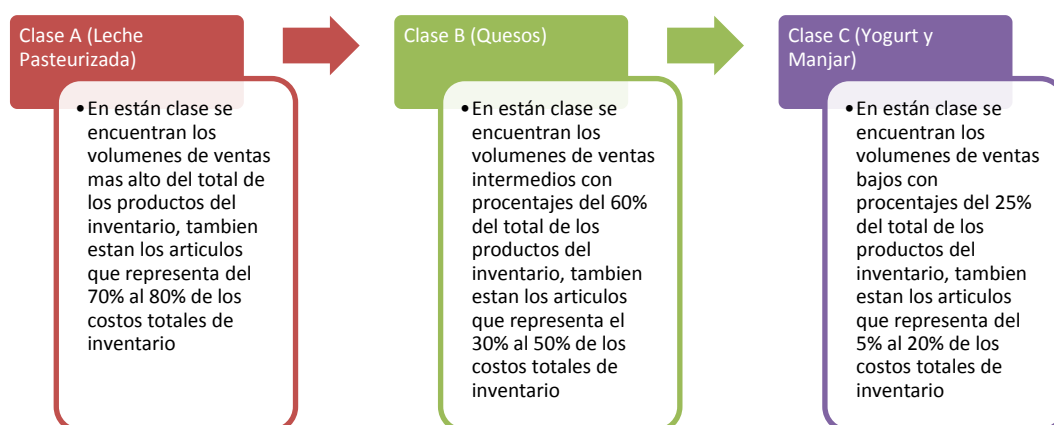 Clase A (Leche
Pasteurizada)
•En están clase se
encuentran los
volumenes de ventas
mas alto del total de
los productos del
inventario, tambien
estan los articulos
que representa del
70% al 80% de los
costos totales de
inventario
Clase B (Quesos)
•En están clase se
encuentran los
volumenes de ventas
intermedios con
procentajes del 60%
del total de los
productos del
inventario, tambien
estan los articulos
que representa el
30% al 50% de los
costos totales de
inventario
Clase C (Yogurt y
Manjar)
•En están clase se
encuentran los
volumenes de ventas
bajos con
procentajes del 25%
del total de los
productos del
inventario, tambien
estan los articulos
que representa del
5% al 20% de los
costos totales de
inventario